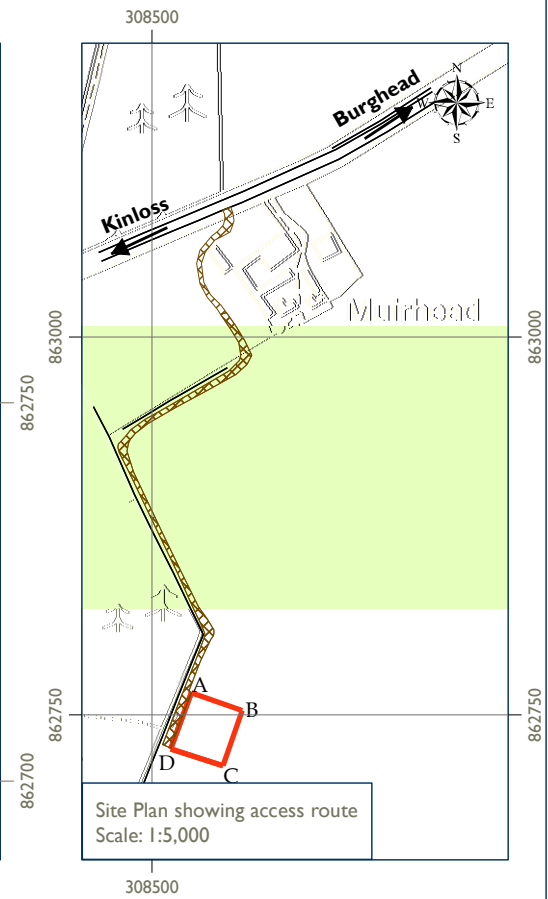 308500
N
W
E
S
Burghead
Kinloss
Muirhead
863000
863000
862750
A
B
862750
862750
D
C
862700
Site Plan showing access route
Scale: 1:5,000
308500